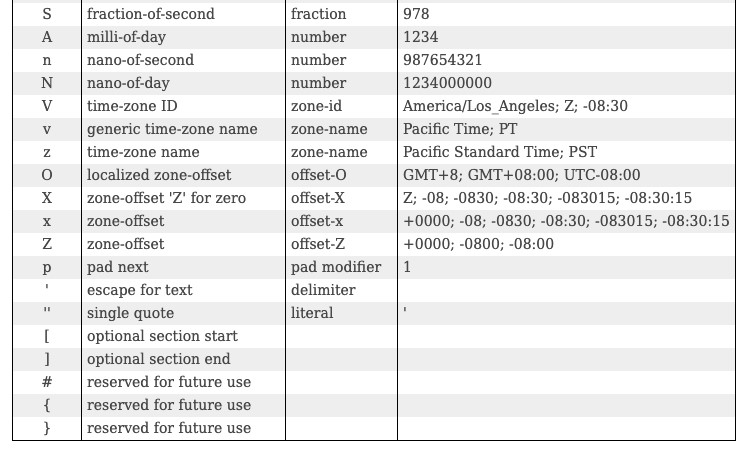 S fraction-of-second fraction 978
A milli-of-day number 1234
n nano-of-second number 987654321
N nano-of-day number 1234000000
V time-zone ID zone-id America/Los_Angeles; Z; -08:30
v generic time-zone name zone-name Pacific Time; PT
z time-zone name zone-name Pacific Standard Time; PST
O localized zone-offset offset-O GMT+8; GMT+08:00; UTC-08:00
X zone-offset 'Z' for zero offset-X Z; -08; -0830; -08:30; -083015; -08:30:15
x zone-offset offset-x +0000; -08; -0830; -08:30; -083015; -08:30:15
Z zone-offset offset-Z +0000; -0800; -08:00
p pad next pad modifier 1
' escape for text delimiter
'' single quote literal '
[ optional section start
] optional section end
# reserved for future use
{ reserved for future use
} reserved for future use